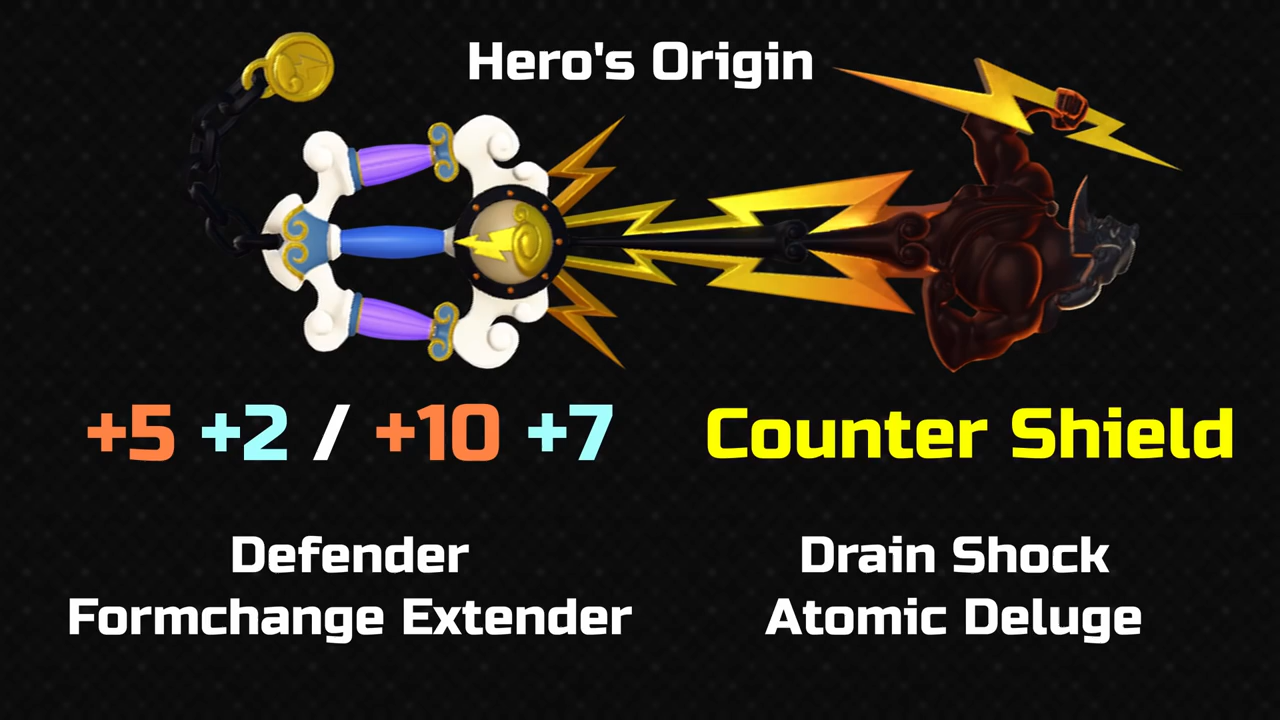 Hero's Origin
+5 +2 / +10 +7
Counter Shield
Defender
Formchange Extender
Drain Shock
Atomic Deluge